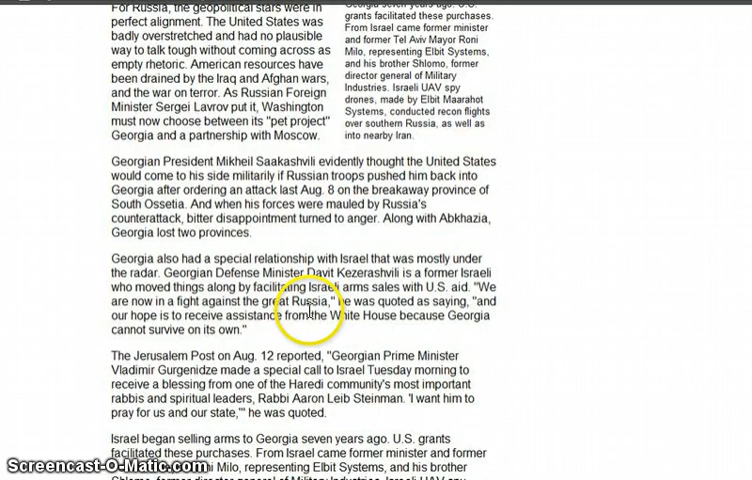 For Russia, the geopolitical stars were in
perfect alignment. The United States was
badly overstretched and had no plausible
way to talk tough without coming across as
empty rhetoric. American resources have
been drained by the Iraq and Afghan wars,
and the war on terror. As Russian Foreign
Minister Sergei Lavrov put it, Washington
must now choose between its "pet project"
Georgia and a partnership with Moscow.
Georgia seven years ago. U.S.
grants facilitated these purchases.
From Israel came former minister
and former Tel Aviv Mayor Roni
Milo, representing Elbit Systems,
and his brother Shlomo, former
director general of Military
Industries. Israeli UAV spy
drones, made by Elbit Maarahot
Systems, conducted recon flights
over southern Russia, as well as
into nearby Iran.
Georgian President Mikheil Saakashvili evidently thought the United States
would come to his side militarily if Russian troops pushed him back into
Georgia after ordering an attack last Aug. 8 on the breakaway province of
South Ossetia. And when his forces were mauled by Russia's
counterattack, bitter disappointment turned to anger. Along with Abkhazia,
Georgia lost two provinces.
Georgia also had a special relationship with Israel that was mostly under
the radar. Georgian Defense Minister Davit Kezerashvili is a former Israeli
who moved things along by facilitating Israeli arms sales with U.S. aid. "We
are now in a fight against the great Russia," he was quoted as saying, "and
our hope is to receive assistance from the White House because Georgia
cannot survive on its own."
The Jerusalem Post on Aug. 12 reported, "Georgian Prime Minister
Vladimir Gurgenidze made a special call to Israel Tuesday morning to
receive a blessing from one of the Haredi community's most important
rabbis and spiritual leaders, Rabbi Aaron Leib Steinman. 'I want him to
pray for us and our state,'" he was quoted.
Israel began selling arms to Georgia seven years ago. U.S. grants
facilitated these purchases. From Israel came former minister and former
Milo, representing Elbit Systems, and his brother
Shlomo, former director general of Military Industries. Israeli UAV spy
Screencast-O-Matic.com